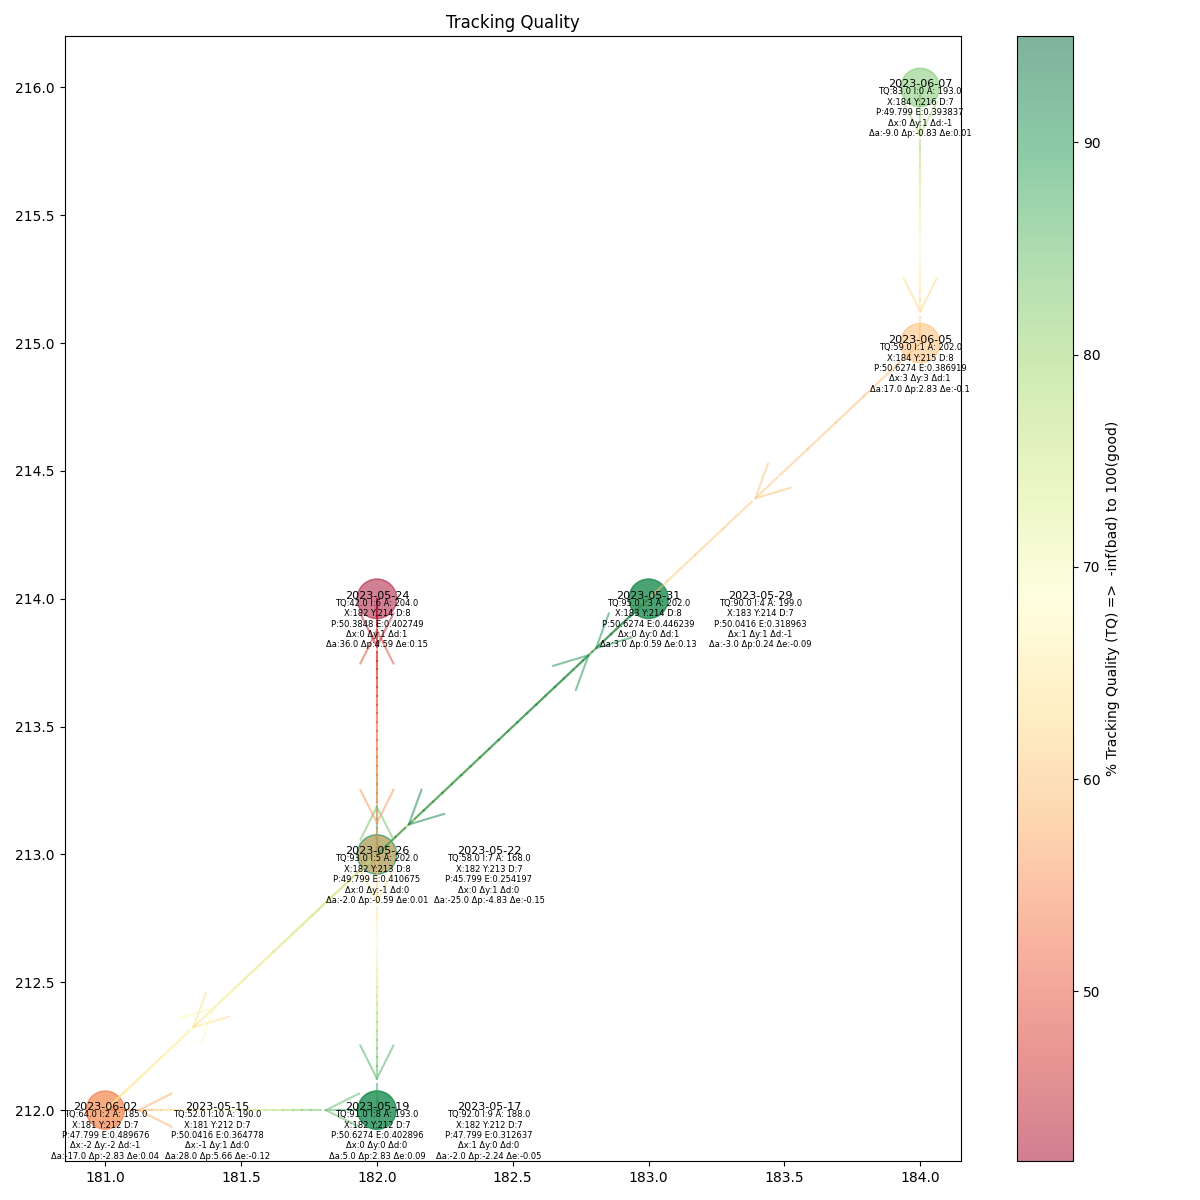 Tracking Quality
216.0
215.5
215.0
214.5
214.0
213.5
213.0
212.5
212.0
181.0
181.5
182.0
182.5
183.0
183.5
184.0
2023-06-07
TQ:83.0 I:0 A: 193.0
X:184 Y:216 D:7
P:49.799 E:0.393837
Δx:0 Δy:1 Δd:-1
Δa:-9.0 Δp:-0.83 Δe:0.01
2023-06-05
TQ:59.0 I:1 A: 202.0
X:184 Y:215 D:8
P:50.6274 E:0.386919
Δx:3 Δy:3 Δd:1
Δa:17.0 Δp:2.83 Δe:-0.1
2023-05-24
TQ:42.0 I:6 A: 204.0
X:182 Y:214 D:8
P:50.3848 E:0.402749
Δx:0 Δy:1 Δd:1
Δa:36.0 Δp:4.59 Δe:0.15
2023-05-31
TQ:95.0 I:3 A: 202.0
X:183 Y:214 D:8
P:50.6274 E:0.446239
Δx:0 Δy:0 Δd:1
Δa:3.0 Δp:0.59 Δe:0.13
2023-05-29
TQ:90.0 I:4 A: 199.0
X:183 Y:214 D:7
P:50.0416 E:0.318963
Δx:1 Δy:1 Δd:-1
Δa:-3.0 Δp:0.24 Δe:-0.09
2023-05-26
TQ:93.0 I:5 A: 202.0
X:182 Y:213 D:8
P:49.799 E:0.410675
Δx:0 Δy:-1 Δd:0
Δa:-2.0 Δp:-0.59 Δe:0.01
2023-05-22
TQ:58.0 I:7 A: 168.0
X:182 Y:213 D:7
P:45.799 E:0.254197
Δx:0 Δy:1 Δd:0
Δa:-25.0 Δp:-4.83 Δe:-0.15
2023-06-02
TQ:64.0 I:2 A: 185.0
X:181 Y:212 D:7
P:47.799 E:0.489676
Δx:-2 Δy:-2 Δd:-1
Δa:-17.0 Δp:-2.83 Δe:0.04
2023-05-15
TQ:52.0 I:10 A: 190.0
X:181 Y:212 D:7
P:50.0416 E:0.364778
Δx:-1 Δy:1 Δd:0
Δa:28.0 Δp:5.66 Δe:-0.12
2023-05-19
TQ:91.0 I:8 A: 193.0
X:182 Y:212 D:7
P:50.6274 E:0.402896
Δx:0 Δy:0 Δd:0
Δa:5.0 Δp:2.83 Δe:0.09
2023-05-17
TQ:92.0 I:9 A: 188.0
X:182 Y:212 D:7
P:47.799 E:0.312637
Δx:1 Δy:0 Δd:0
Δa:-2.0 Δp:-2.24 Δe:-0.05
90
80
70
60
50
% Tracking Quality (TQ) => -inf(bad) to 100(good)